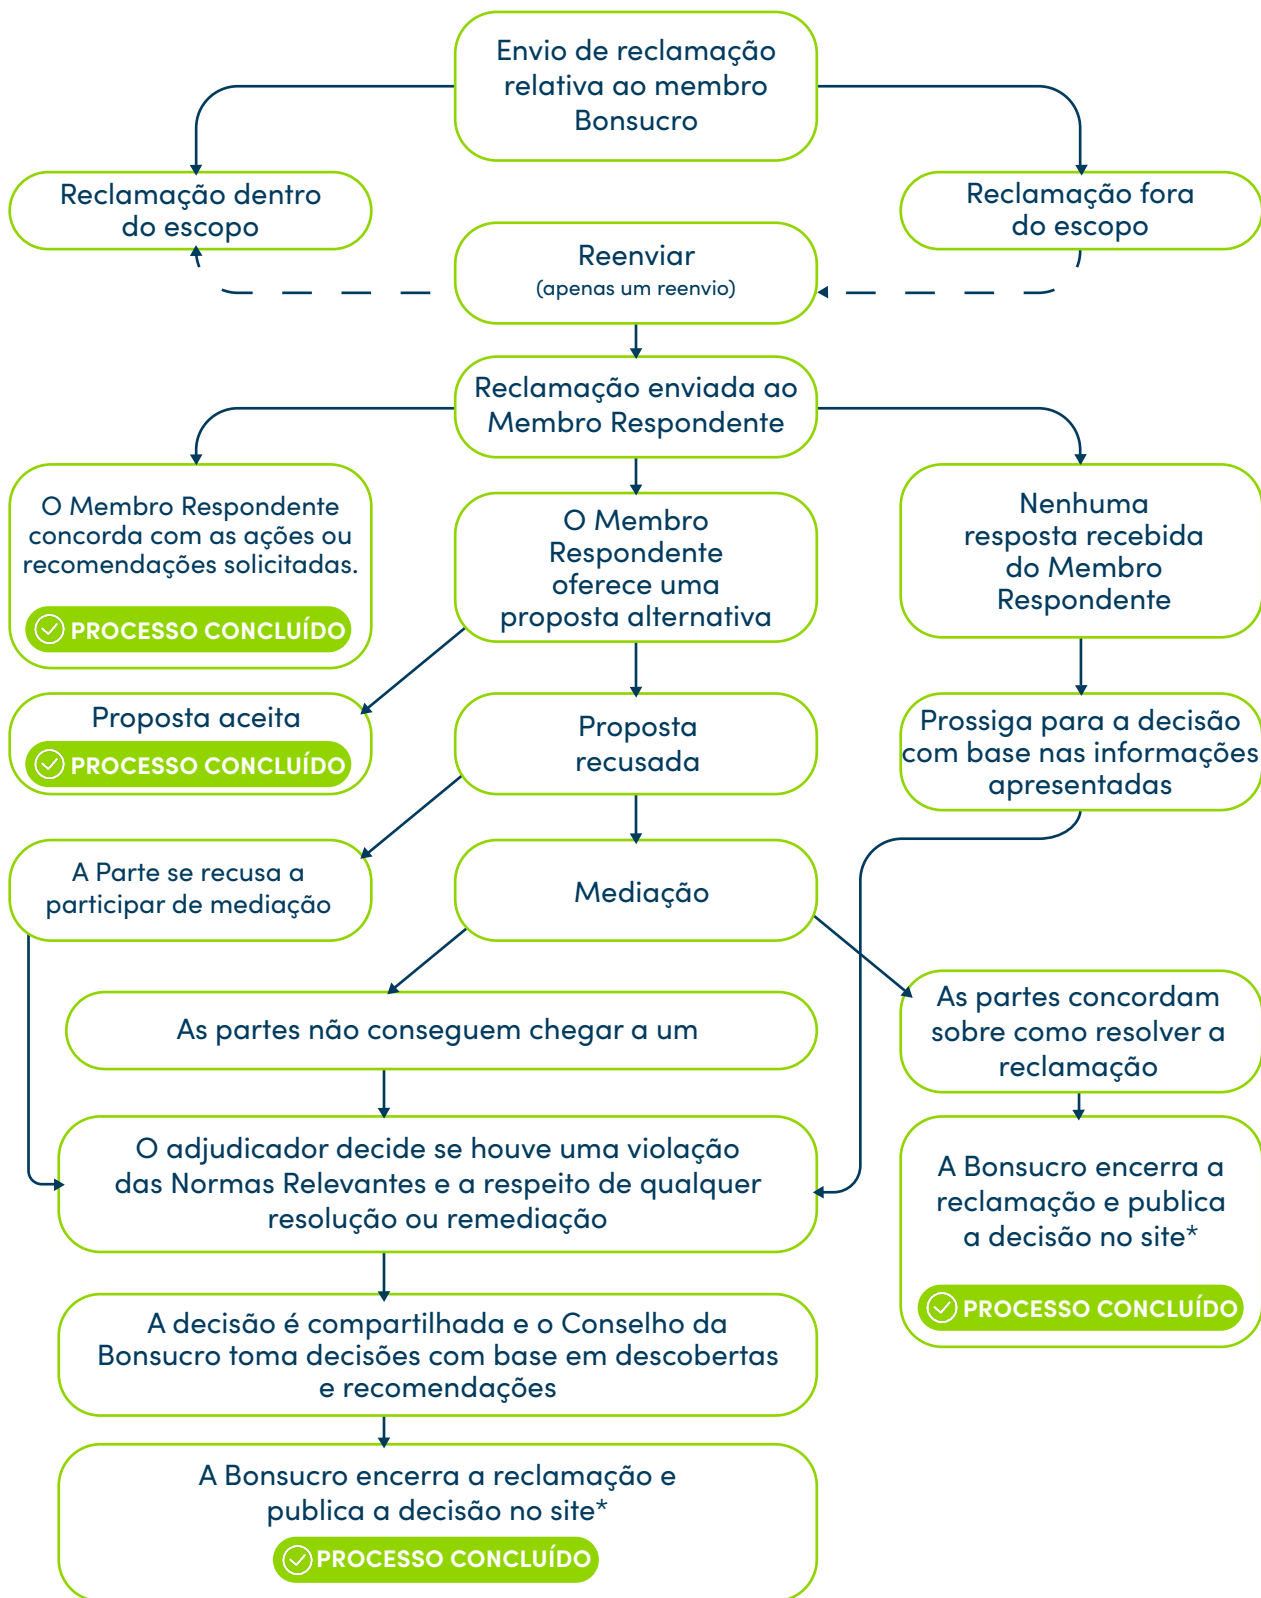 Envio de reclamação
relativa ao membro
Bonsucro
Reclamação dentro
do escopo
Reclamação fora
do escopo
Reenviar
(apenas um reenvio)
Reclamação enviada ao
Membro Respondente
O Membro Respondente
concorda com as ações ou
recomendações solicitadas.
PROCESSO CONCLUÍDO
O Membro
Respondente
oferece uma
proposta alternativa
Nenhuma
resposta recebida
do Membro
Respondente
Proposta aceita
PROCESSO CONCLUÍDO
Proposta
recusada
Prossiga para a decisão
com base nas informações
apresentadas
A Parte se recusa a
participar de mediação
Mediação
As partes não conseguem chegar a um
As partes concordam
sobre como resolver a
reclamação
O adjudicador decide se houve uma violação
das Normas Relevantes e a respeito de qualquer
resolução ou remediação
A Bonsucro encerra a
reclamação e publica
a decisão no site*
PROCESSO CONCLUÍDO
A decisão é compartilhada e o Conselho da
Bonsucro toma decisões com base em descobertas
e recomendações
A Bonsucro encerra a reclamação e
publica a decisão no site*
PROCESSO CONCLUÍDO